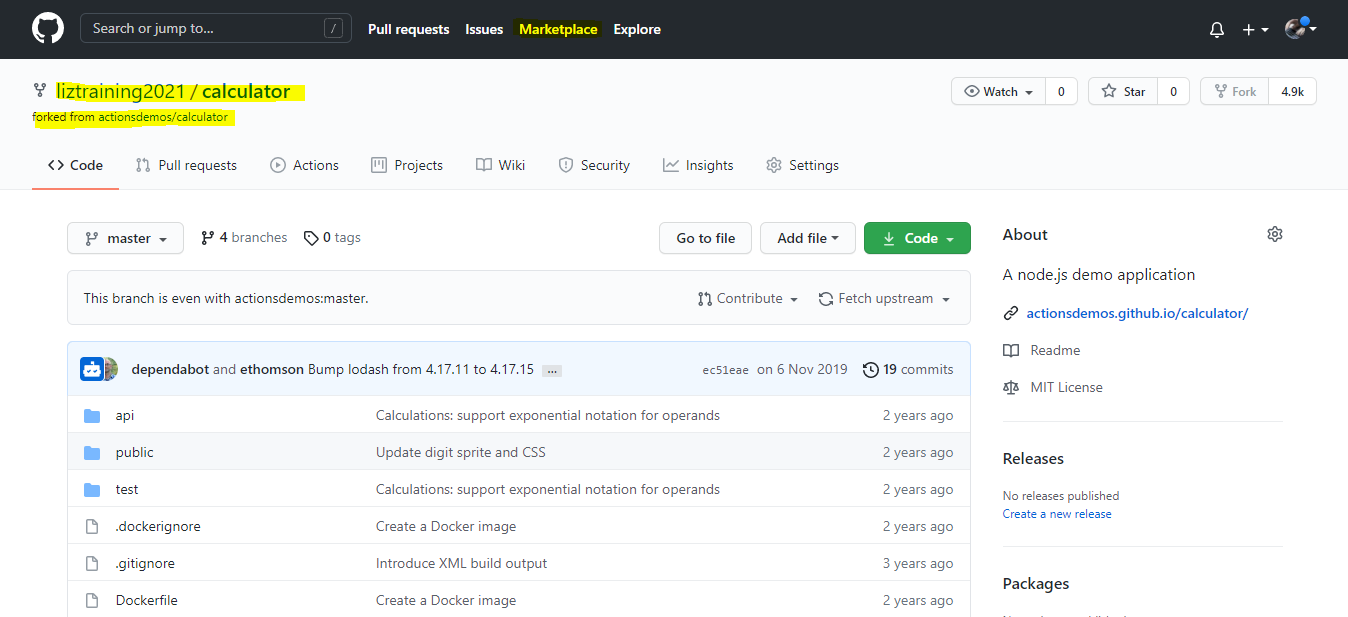 Search or jump to... / Pull requests Issues Marketplace Explore
liztraining2021 / calculator Watch 0 Star 0 Fork 4.9k
forked from actionsdemos/calculator
Code Pull requests Actions Projects Wiki Security Insights Settings
master 4 branches 0 tags Go to file Add file Code
This branch is even with actionsdemos:master. Contribute Fetch upstream
dependabot and ethomson Bump lodash from 4.17.11 to 4.17.15 ... ec51eae on 6 Nov 2019 19 commits
api Calculations: support exponential notation for operands 2 years ago
public Update digit sprite and CSS 2 years ago
test Calculations: support exponential notation for operands 2 years ago
.dockerignore Create a Docker image 2 years ago
.gitignore Introduce XML build output 3 years ago
Dockerfile Create a Docker image 2 years ago
About
A node.js demo application
actionsdemos.github.io/calculator/
Readme
MIT License
Releases
No releases published
Create a new release
Packages